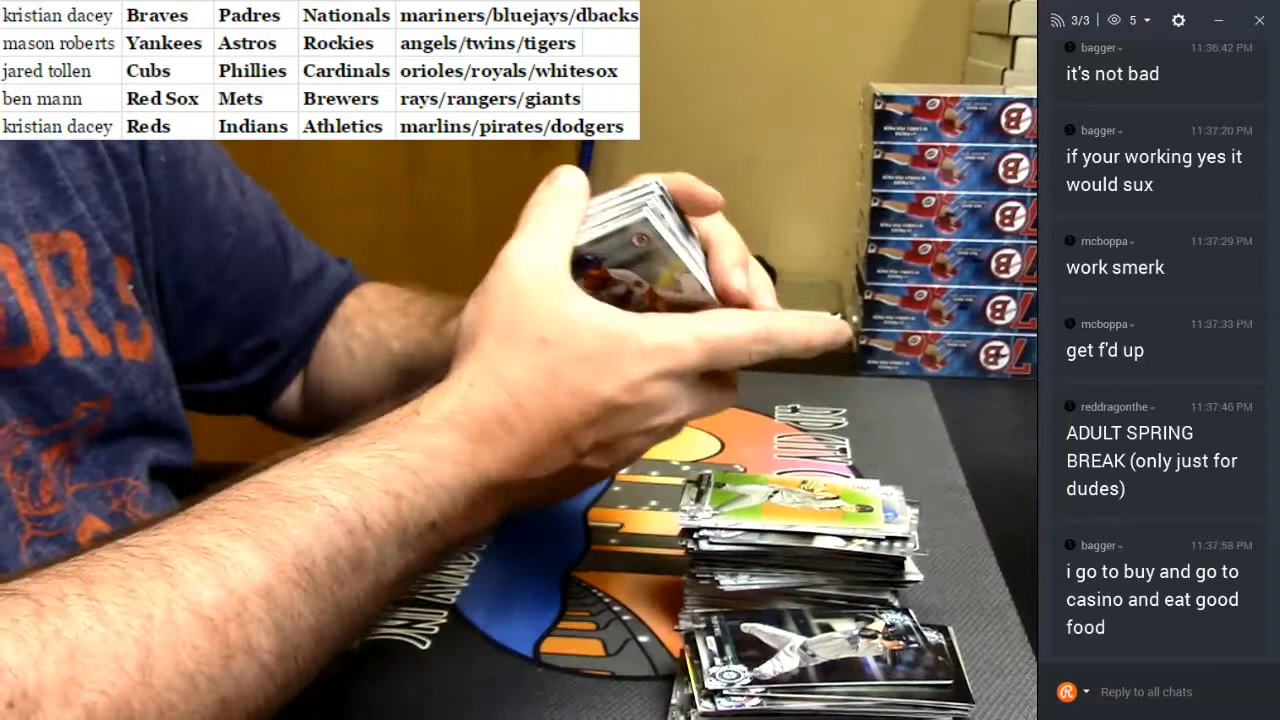 kristian dacey Braves Padres Nationals mariners/bluejays/dbacks
mason roberts Yankees Astros Rockies angels/twins/tigers
jared tollen Cubs Phillies Cardinals orioles/royals/whitesox
ben mann Red Sox Mets Brewers rays/rangers/giants
kristian dacey Reds Indians Athletics marlins/pirates/dodgers
ORS
B
B
B
B
B
B
3/3 5
bagger 11:36:42 PM
it's not bad
bagger 11:37:20 PM
if your working yes it
would sux
mcboppa 11:37:29 PM
work smerk
mcboppa 11:37:33 PM
get f'd up
reddragonthe 11:37:46 PM
ADULT SPRING
BREAK (only just for
dudes)
bagger 11:37:58 PM
i go to buy and go to
casino and eat good
food
Reply to all chats